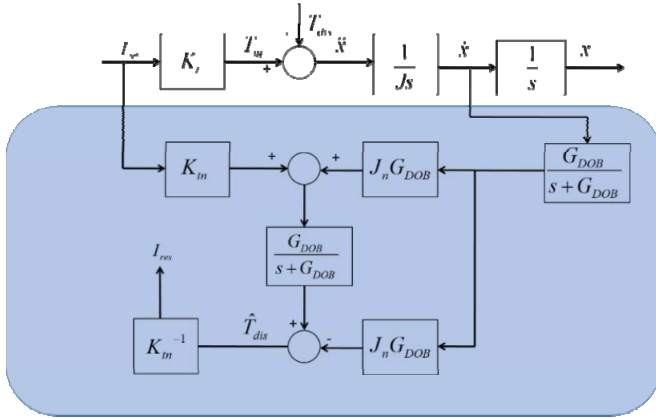 K_t
T_m
+
T_dis
ẍ
1/Js
ẋ
1/s
x
K_tn
+
+
J_n G_DOB
G_DOB/(s + G_DOB)
G_DOB/(s + G_DOB)
I_res
T̂_dis
+
-
J_n G_DOB
K_tn^-1